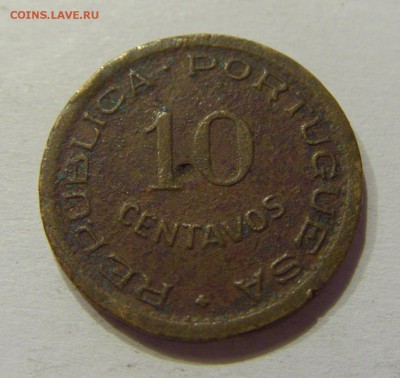 COINS.LAVE.RU
REPUBLICA · PORTUGUESA
10
CENTAVOS